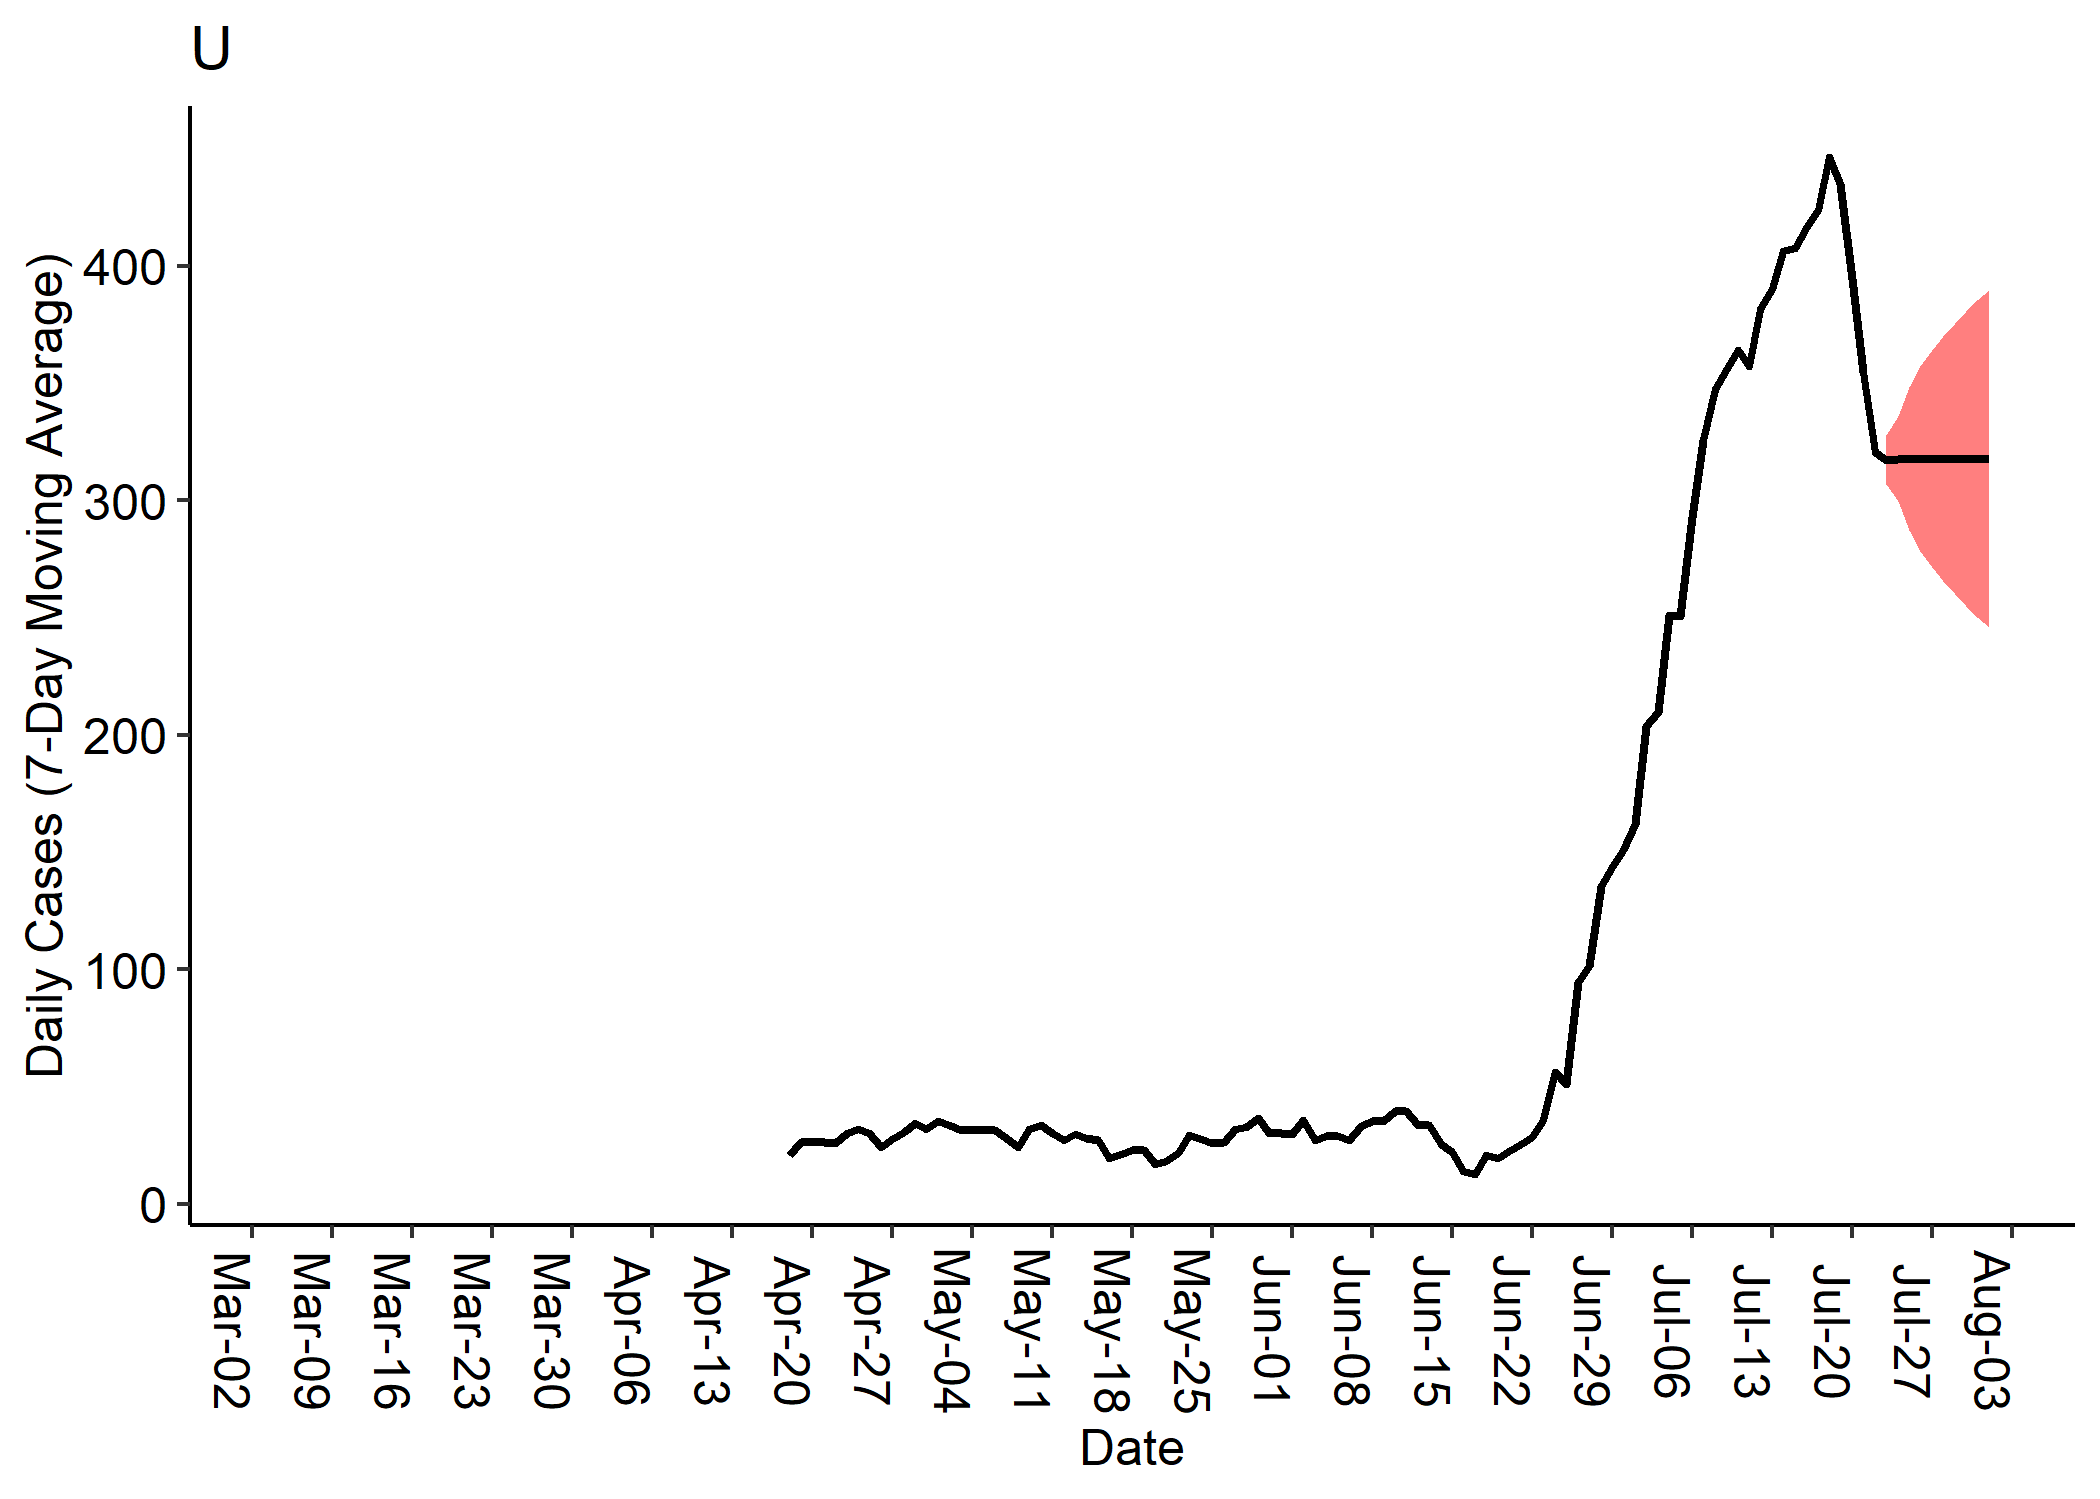 U
Daily Cases (7-Day Moving Average)
400
300
200
100
0
Mar-02
Mar-09
Mar-16
Mar-23
Mar-30
Apr-06
Apr-13
Apr-20
Apr-27
May-04
May-11
May-18
May-25
Jun-01
Jun-08
Jun-15
Jun-22
Jun-29
Jul-06
Jul-13
Jul-20
Jul-27
Aug-03
Date